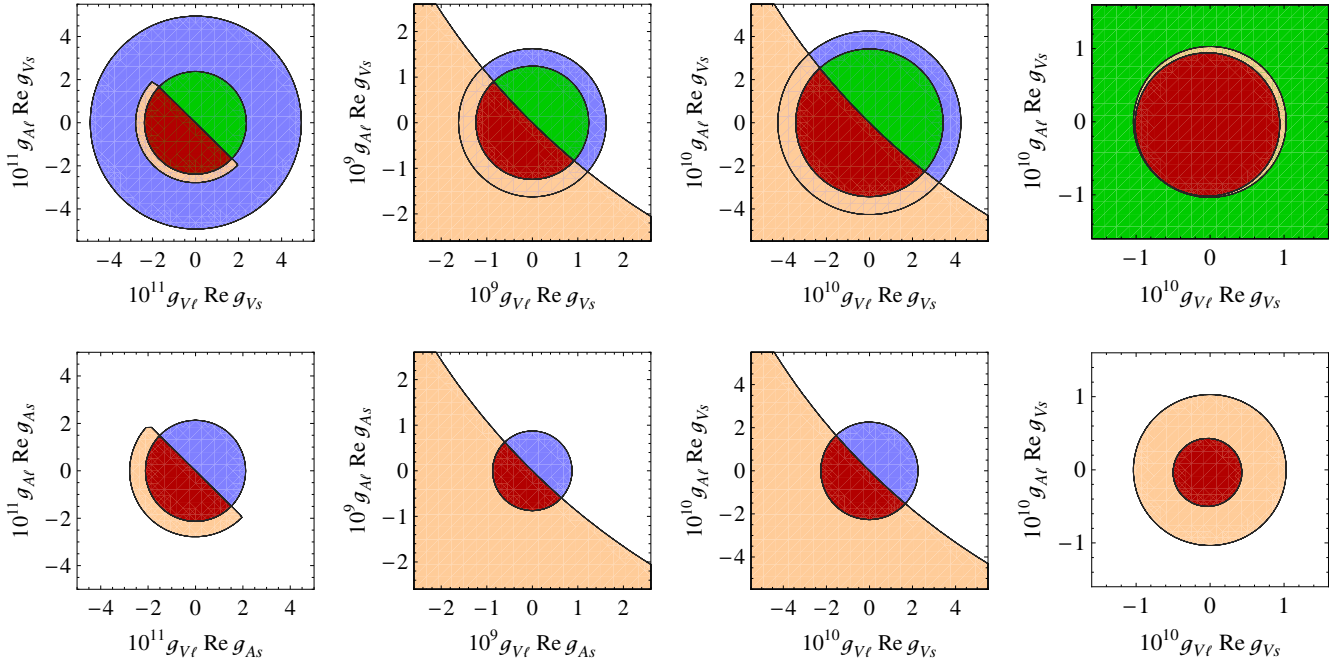 10^11 g_Aℓ Re g_Vs
4
2
0
−2
−4
−4 −2 0 2 4
10^11 g_Vℓ Re g_Vs
10^9 g_Aℓ Re g_Vs
2
1
0
−1
−2
−2 −1 0 1 2
10^9 g_Vℓ Re g_Vs
10^10 g_Aℓ Re g_Vs
4
2
0
−2
−4
−4 −2 0 2 4
10^10 g_Vℓ Re g_Vs
10^10 g_Aℓ Re g_Vs
1
0
−1
−1 0 1
10^10 g_Vℓ Re g_Vs
10^11 g_Aℓ Re g_As
4
2
0
−2
−4
−4 −2 0 2 4
10^11 g_Vℓ Re g_As
10^9 g_Aℓ Re g_As
2
1
0
−1
−2
−2 −1 0 1 2
10^9 g_Vℓ Re g_As
10^10 g_Aℓ Re g_Vs
4
2
0
−2
−4
−4 −2 0 2 4
10^10 g_Vℓ Re g_Vs
10^10 g_Aℓ Re g_Vs
1
0
−1
−1 0 1
10^10 g_Vℓ Re g_Vs